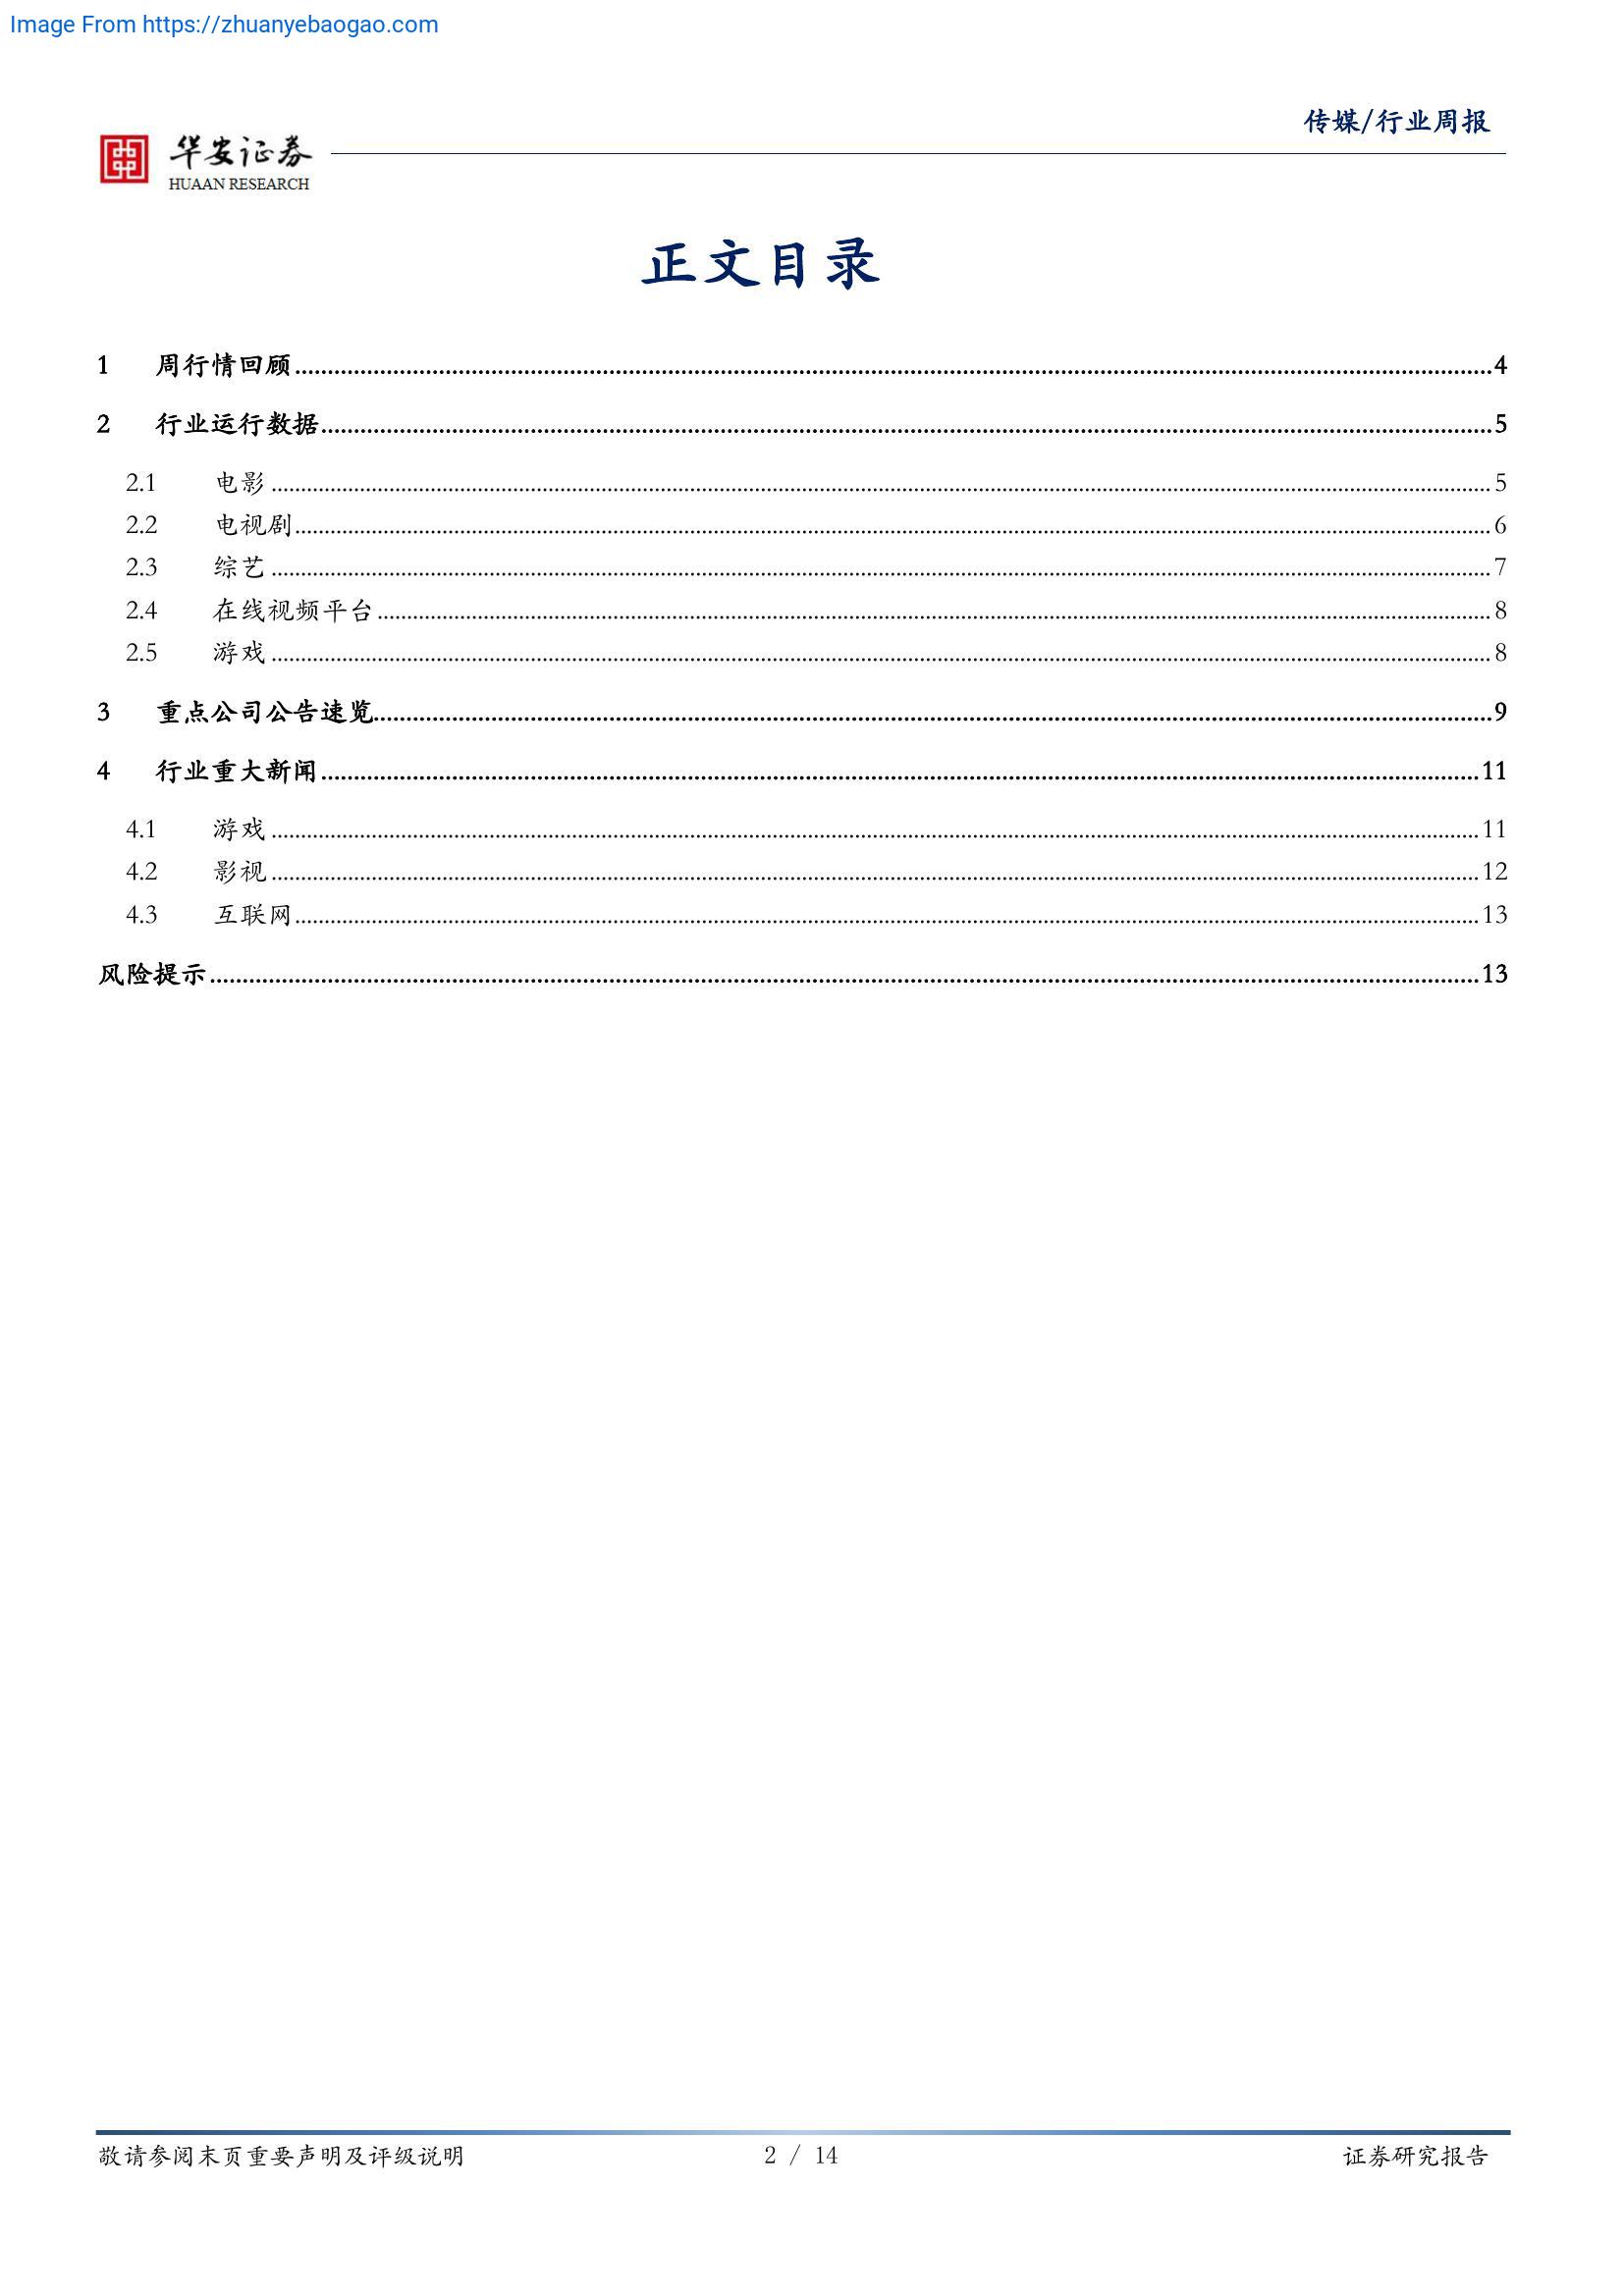 Image From https://zhuanyebaogao.com
传媒/行业周报
华安证券
HUAAN RESEARCH
正文目录
1 周行情回顾 4
2 行业运行数据 5
2.1 电影 5
2.2 电视剧 6
2.3 综艺 7
2.4 在线视频平台 8
2.5 游戏 8
3 重点公司公告速览 9
4 行业重大新闻 11
4.1 游戏 11
4.2 影视 12
4.3 互联网 13
风险提示 13
敬请参阅末页重要声明及评级说明 2 / 14 证券研究报告